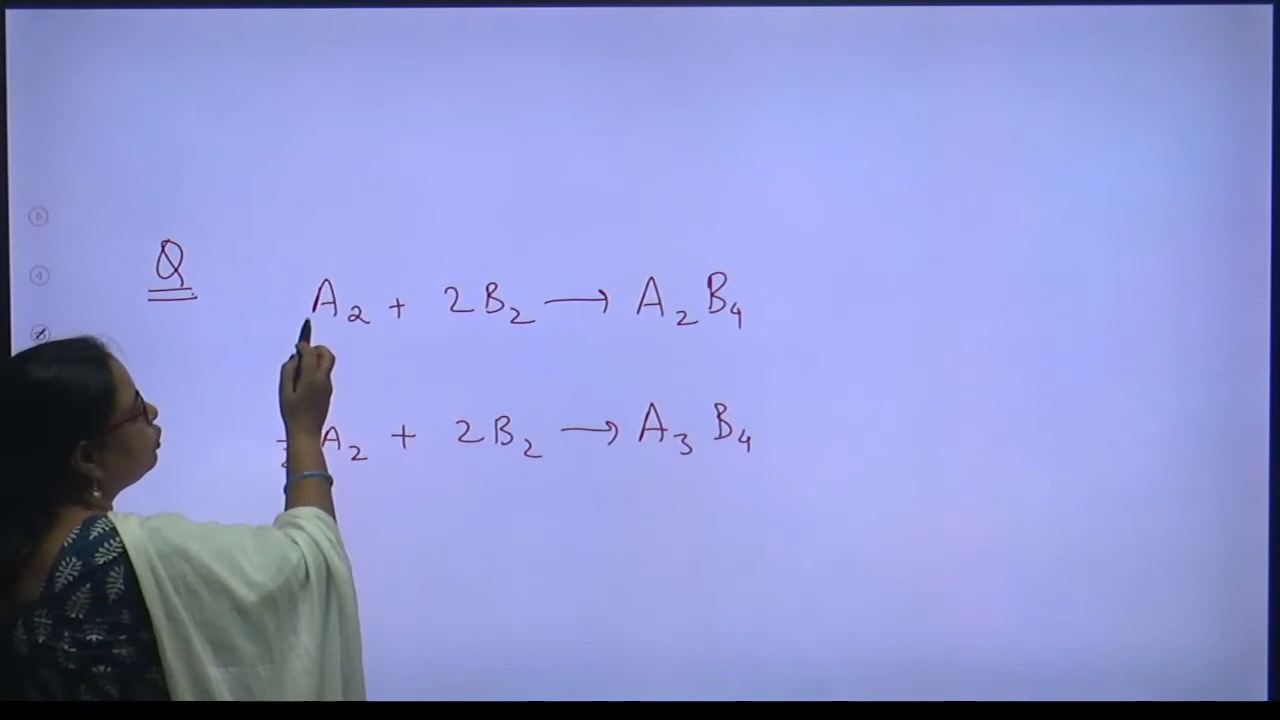 Q
A₂ + 2B₂ → A₂B₄
A₂ + 2B₂ → A₃B₄